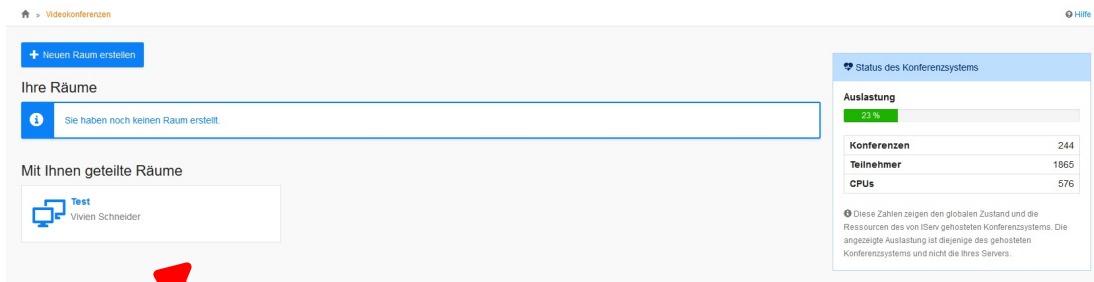 » Videokonferenzen
Hilfe
+ Neuen Raum erstellen
Ihre Räume
Sie haben noch keinen Raum erstellt.
Mit Ihnen geteilte Räume
Test
Vivien Schneider
Status des Konferenzsystems
Auslastung
23 %
Konferenzen 244
Teilnehmer 1865
CPUs 576
Diese Zahlen zeigen den globalen Zustand und die
Ressourcen des von IServ gehosteten Konferenzsystems. Die
angezeigte Auslastung ist diejenige des gehosteten
Konferenzsystems und nicht die Ihres Servers.